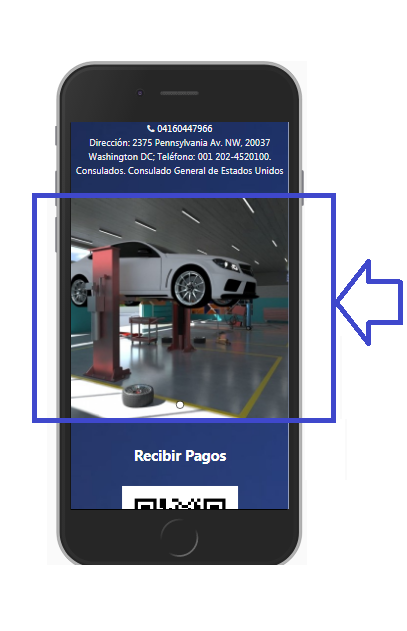 04160447966
Dirección: 2375 Pennsylvania Av. NW, 20037
Washington DC; Teléfono: 001 202-4520100.
Consulados. Consulado General de Estados Unidos
Recibir Pagos